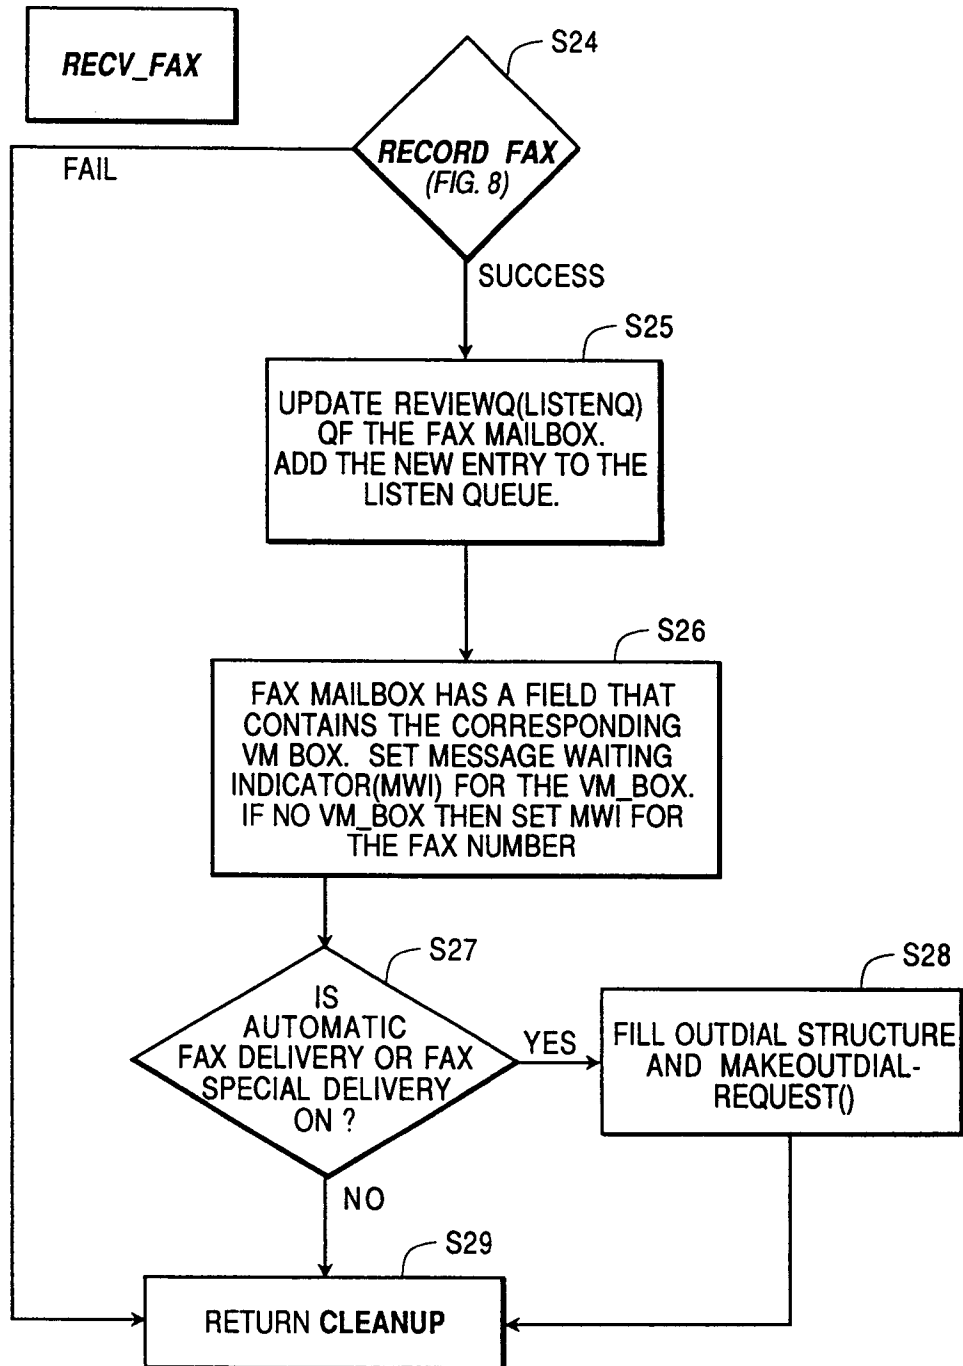 RECV_FAX
S24
RECORD FAX
(FIG. 8)
FAIL
SUCCESS
S25
UPDATE REVIEWQ(LISTENQ)
QF THE FAX MAILBOX.
ADD THE NEW ENTRY TO THE
LISTEN QUEUE.
S26
FAX MAILBOX HAS A FIELD THAT
CONTAINS THE CORRESPONDING
VM BOX. SET MESSAGE WAITING
INDICATOR(MWI) FOR THE VM_BOX.
IF NO VM_BOX THEN SET MWI FOR
THE FAX NUMBER
S27
IS
AUTOMATIC
FAX DELIVERY OR FAX
SPECIAL DELIVERY
ON ?
YES
S28
FILL OUTDIAL STRUCTURE
AND MAKEOUTDIAL-
REQUEST()
NO
S29
RETURN CLEANUP